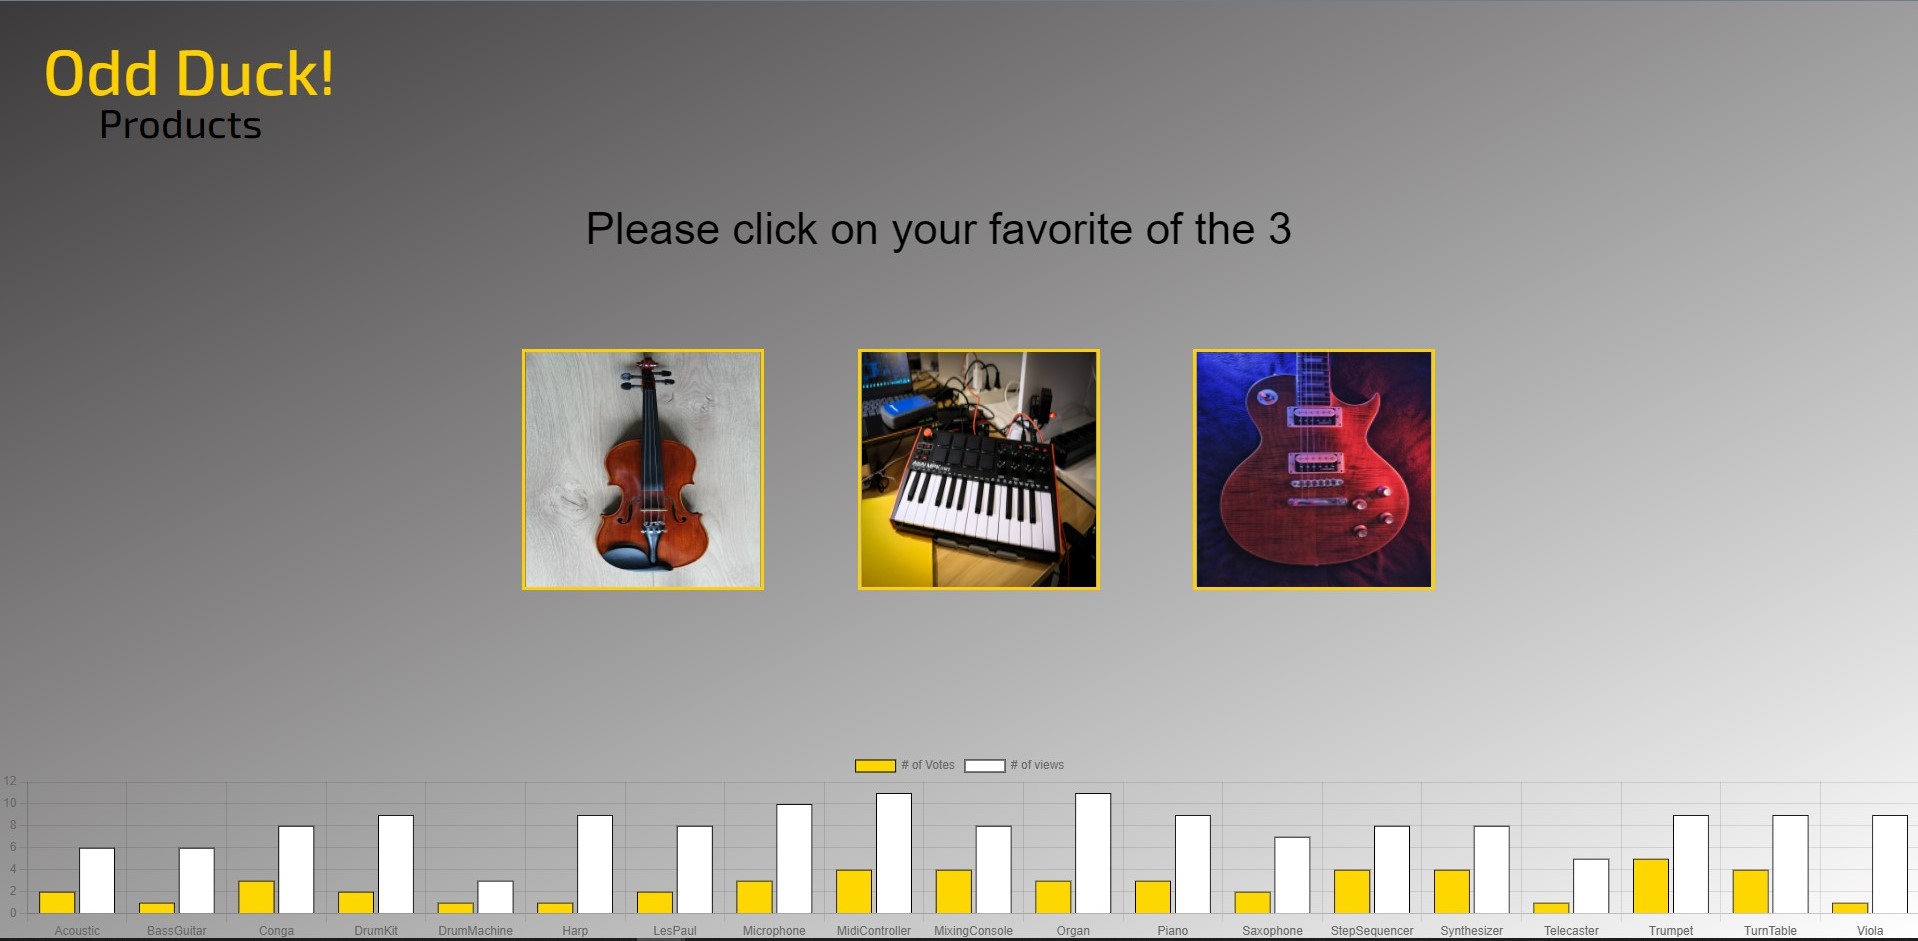 Odd Duck!
Products
Please click on your favorite of the 3
# of Votes # of views
12
10
8
6
4
2
0
Acoustic BassGuitar Conga DrumKit DrumMachine Harp LesPaul Microphone MidiController MixingConsole Organ Piano Saxophone StepSequencer Synthesizer Telecaster Trumpet TurnTable Viola